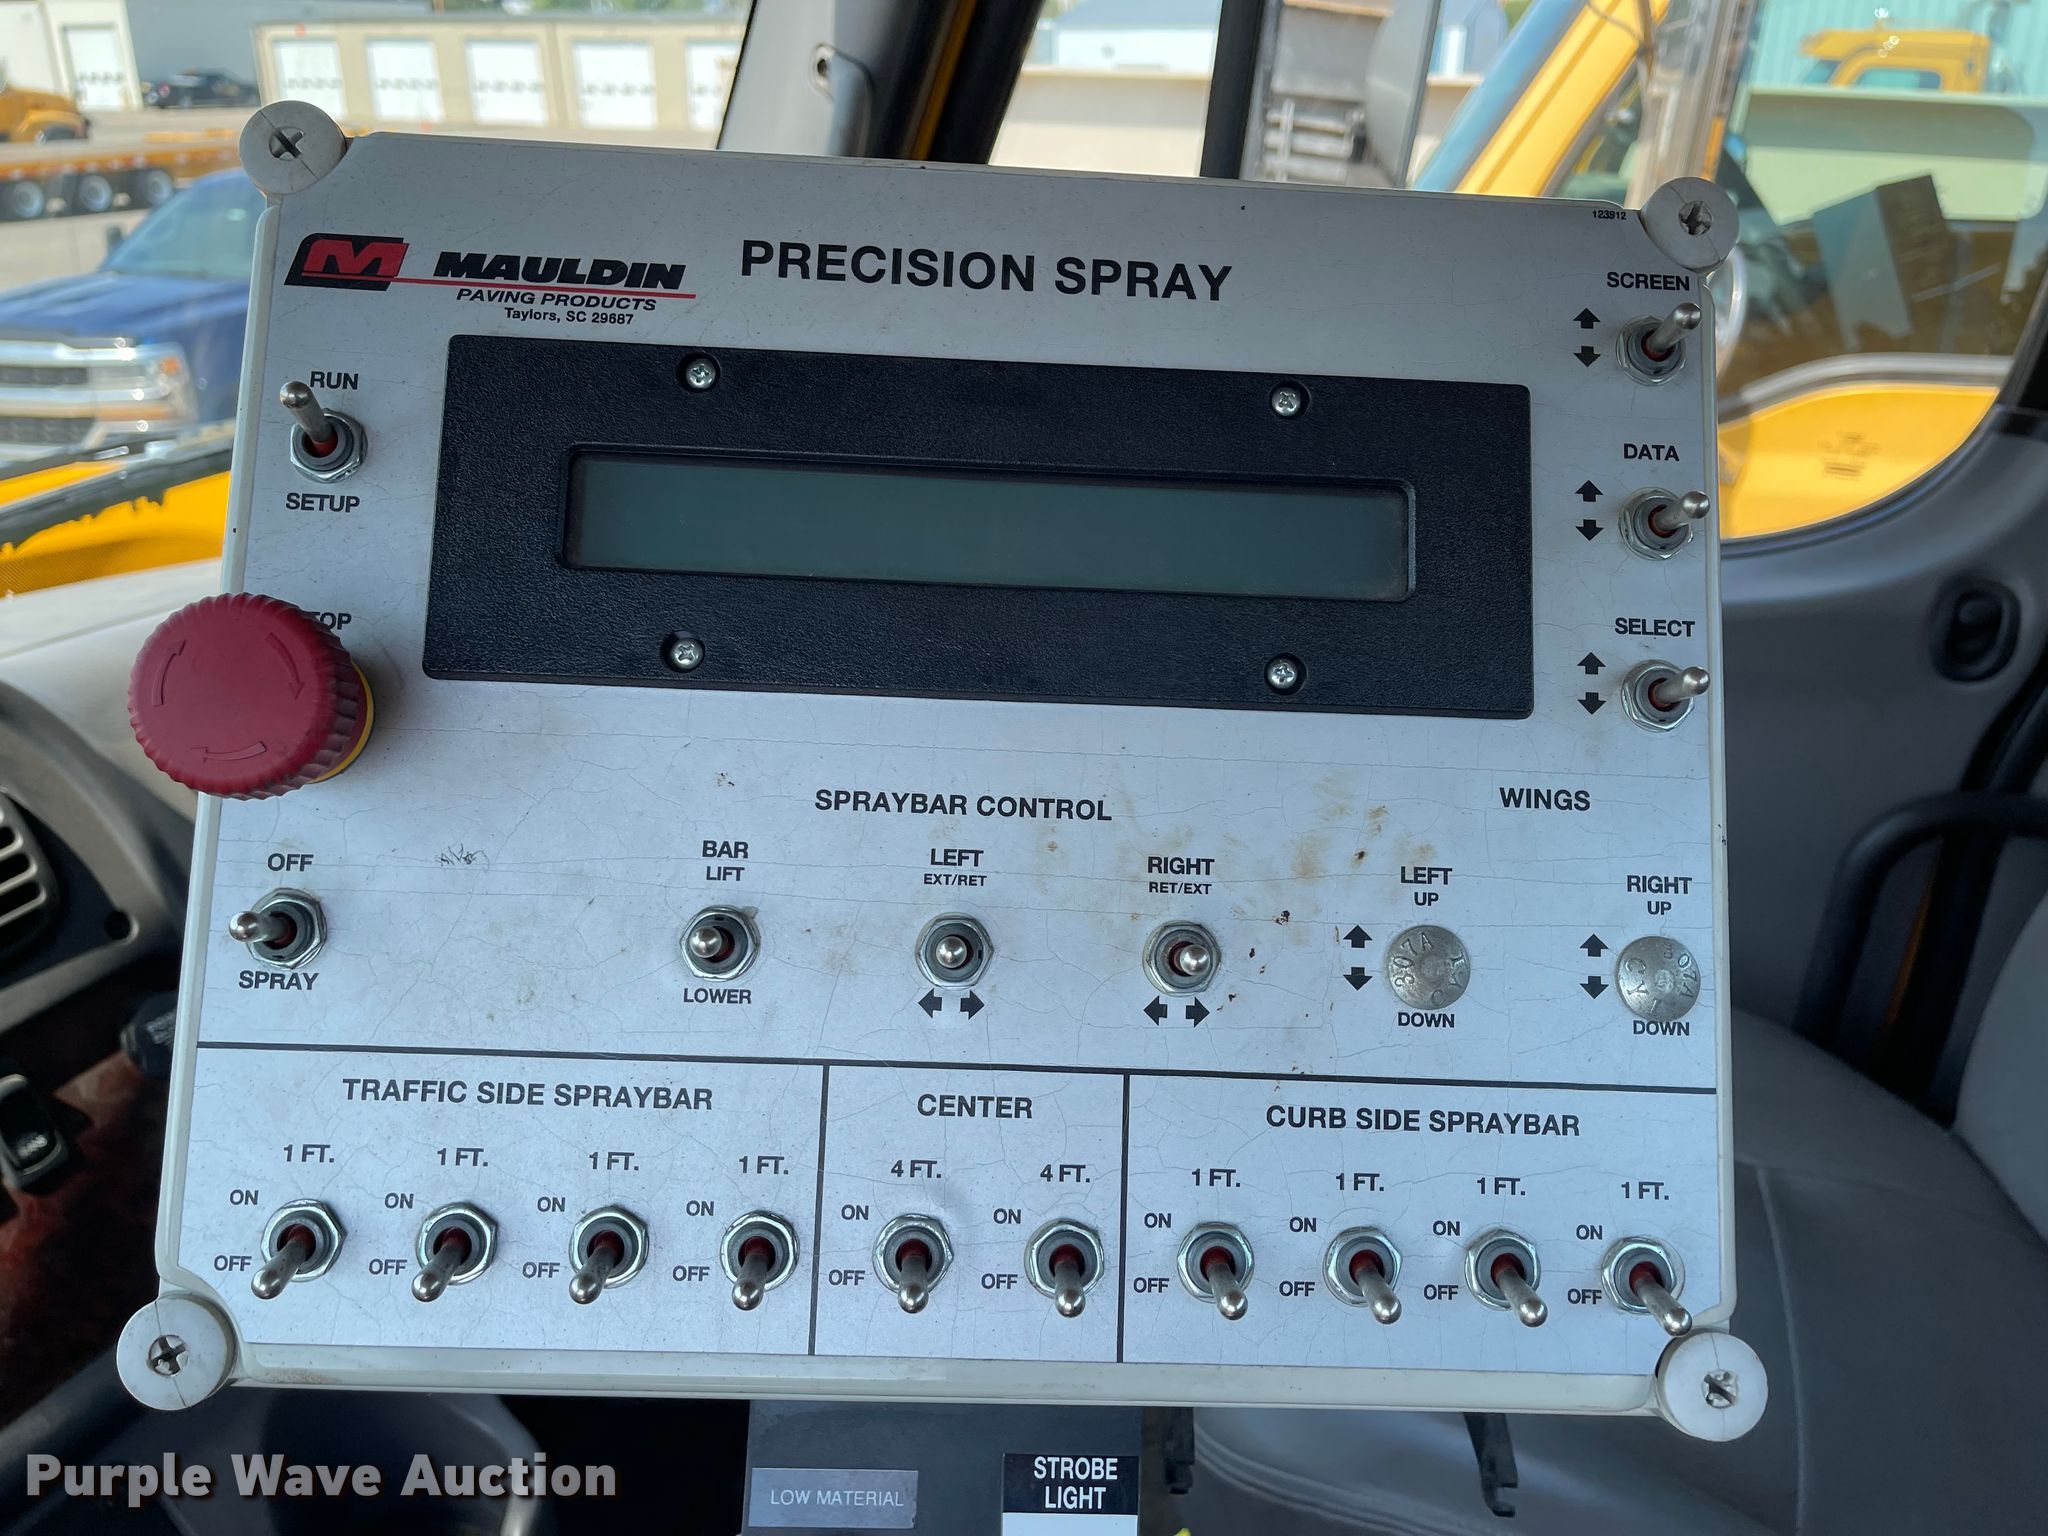 123912
MAULDIN
PAVING PRODUCTS
Taylors, SC 29687
PRECISION SPRAY
SCREEN
RUN
SETUP
DATA
TOP
SELECT
SPRAYBAR CONTROL
WINGS
OFF
SPRAY
BAR
LIFT
LOWER
LEFT
EXT/RET
RIGHT
RET/EXT
LEFT
UP
307A
DOWN
RIGHT
UP
307A
DOWN
TRAFFIC SIDE SPRAYBAR
1 FT. 1 FT. 1 FT. 1 FT.
ON ON ON ON
OFF OFF OFF OFF
CENTER
4 FT. 4 FT.
ON ON
OFF OFF
CURB SIDE SPRAYBAR
1 FT. 1 FT. 1 FT. 1 FT.
ON ON ON ON
OFF OFF OFF OFF
LOW MATERIAL
STROBE
LIGHT
Purple Wave Auction